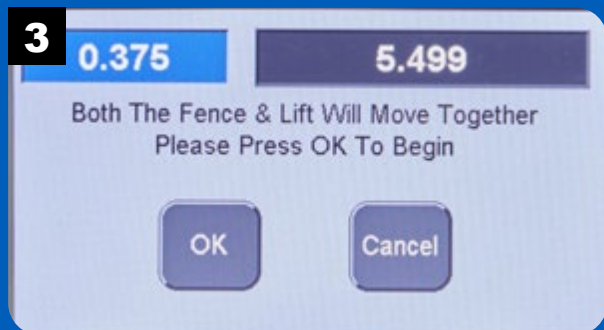 3
0.375 5.499
Both The Fence & Lift Will Move Together
Please Press OK To Begin
OK Cancel